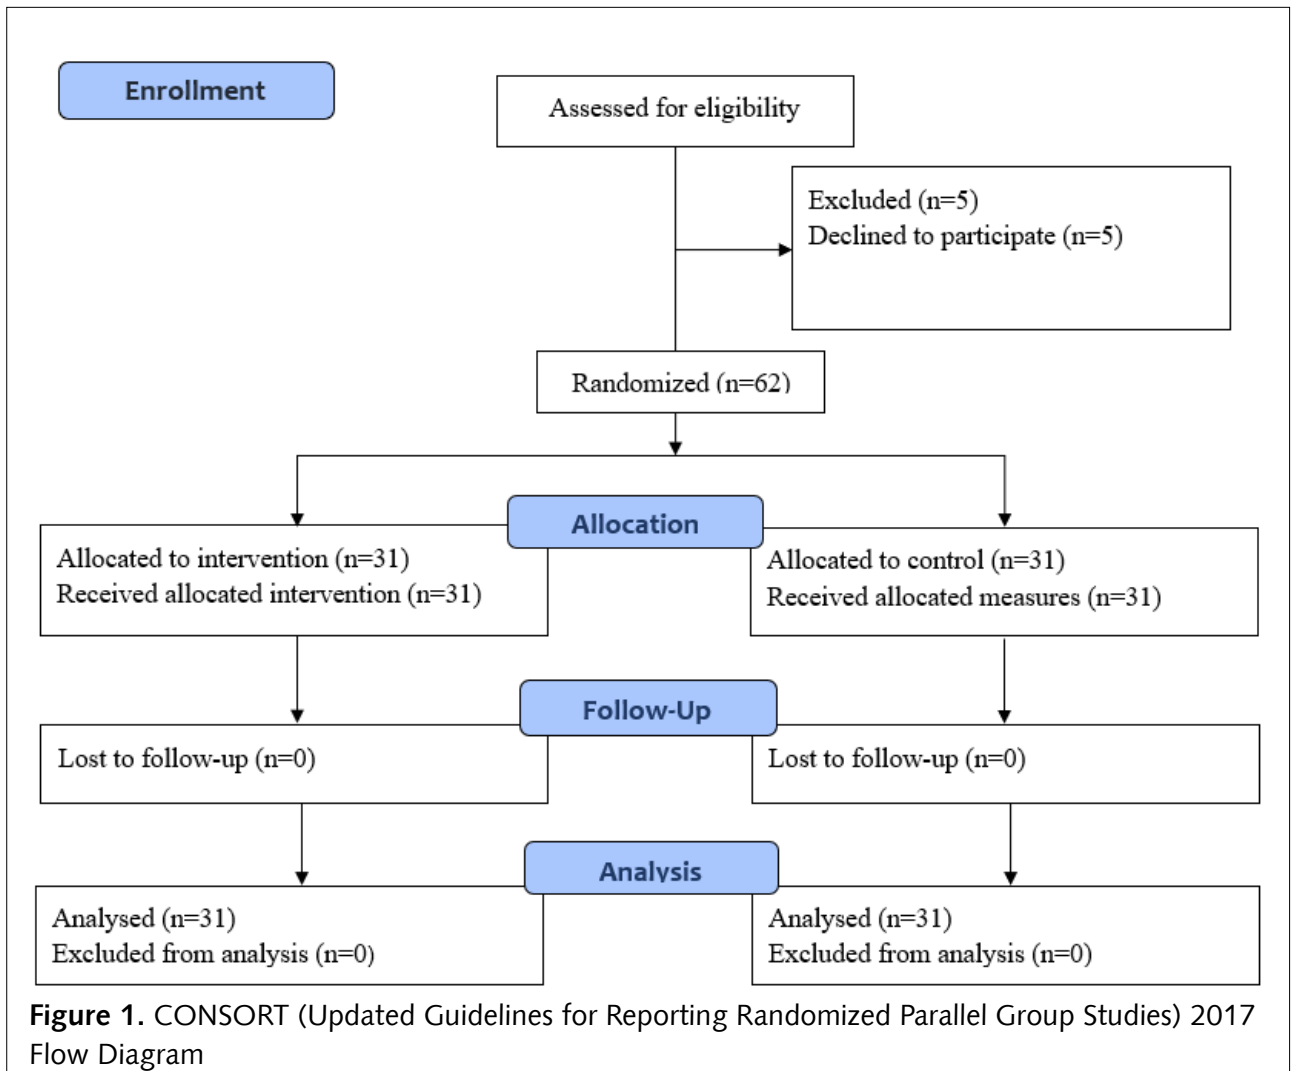 Enrollment
Assessed for eligibility
Excluded (n=5)
Declined to participate (n=5)
Randomized (n=62)
Allocation
Allocated to intervention (n=31)
Received allocated intervention (n=31)
Allocated to control (n=31)
Received allocated measures (n=31)
Follow-Up
Lost to follow-up (n=0)
Lost to follow-up (n=0)
Analysis
Analysed (n=31)
Excluded from analysis (n=0)
Analysed (n=31)
Excluded from analysis (n=0)
Figure 1. CONSORT (Updated Guidelines for Reporting Randomized Parallel Group Studies) 2017
Flow Diagram